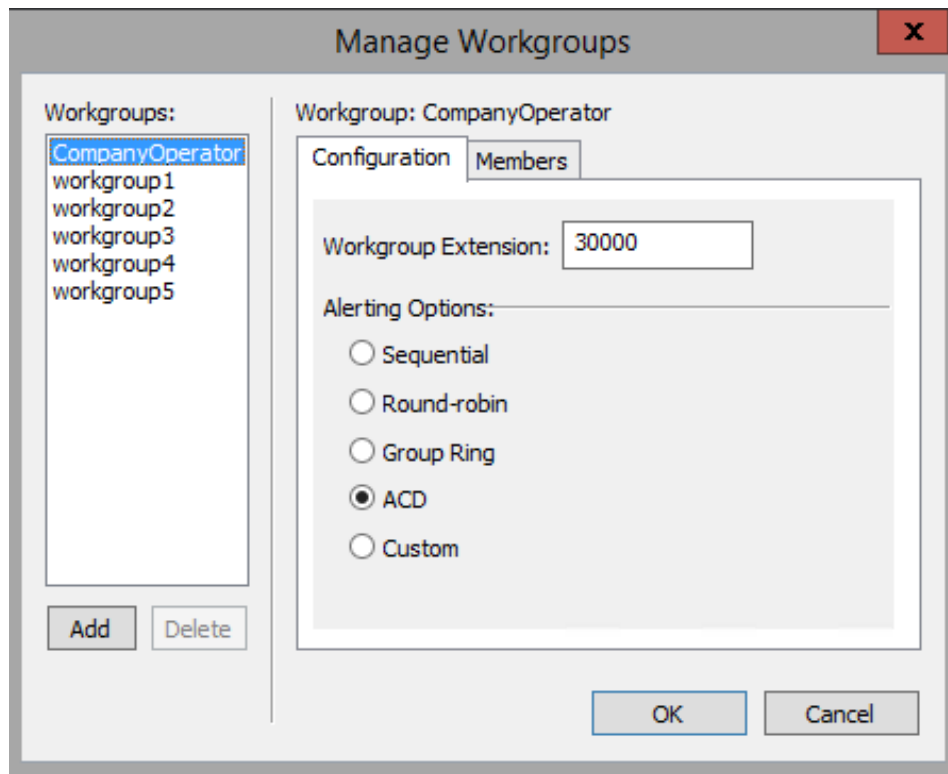 Manage Workgroups
x
Workgroups:
CompanyOperator
workgroup1
workgroup2
workgroup3
workgroup4
workgroup5
Add
Delete
Workgroup: CompanyOperator
Configuration
Members
Workgroup Extension: 30000
Alerting Options:
Sequential
Round-robin
Group Ring
ACD
Custom
OK
Cancel